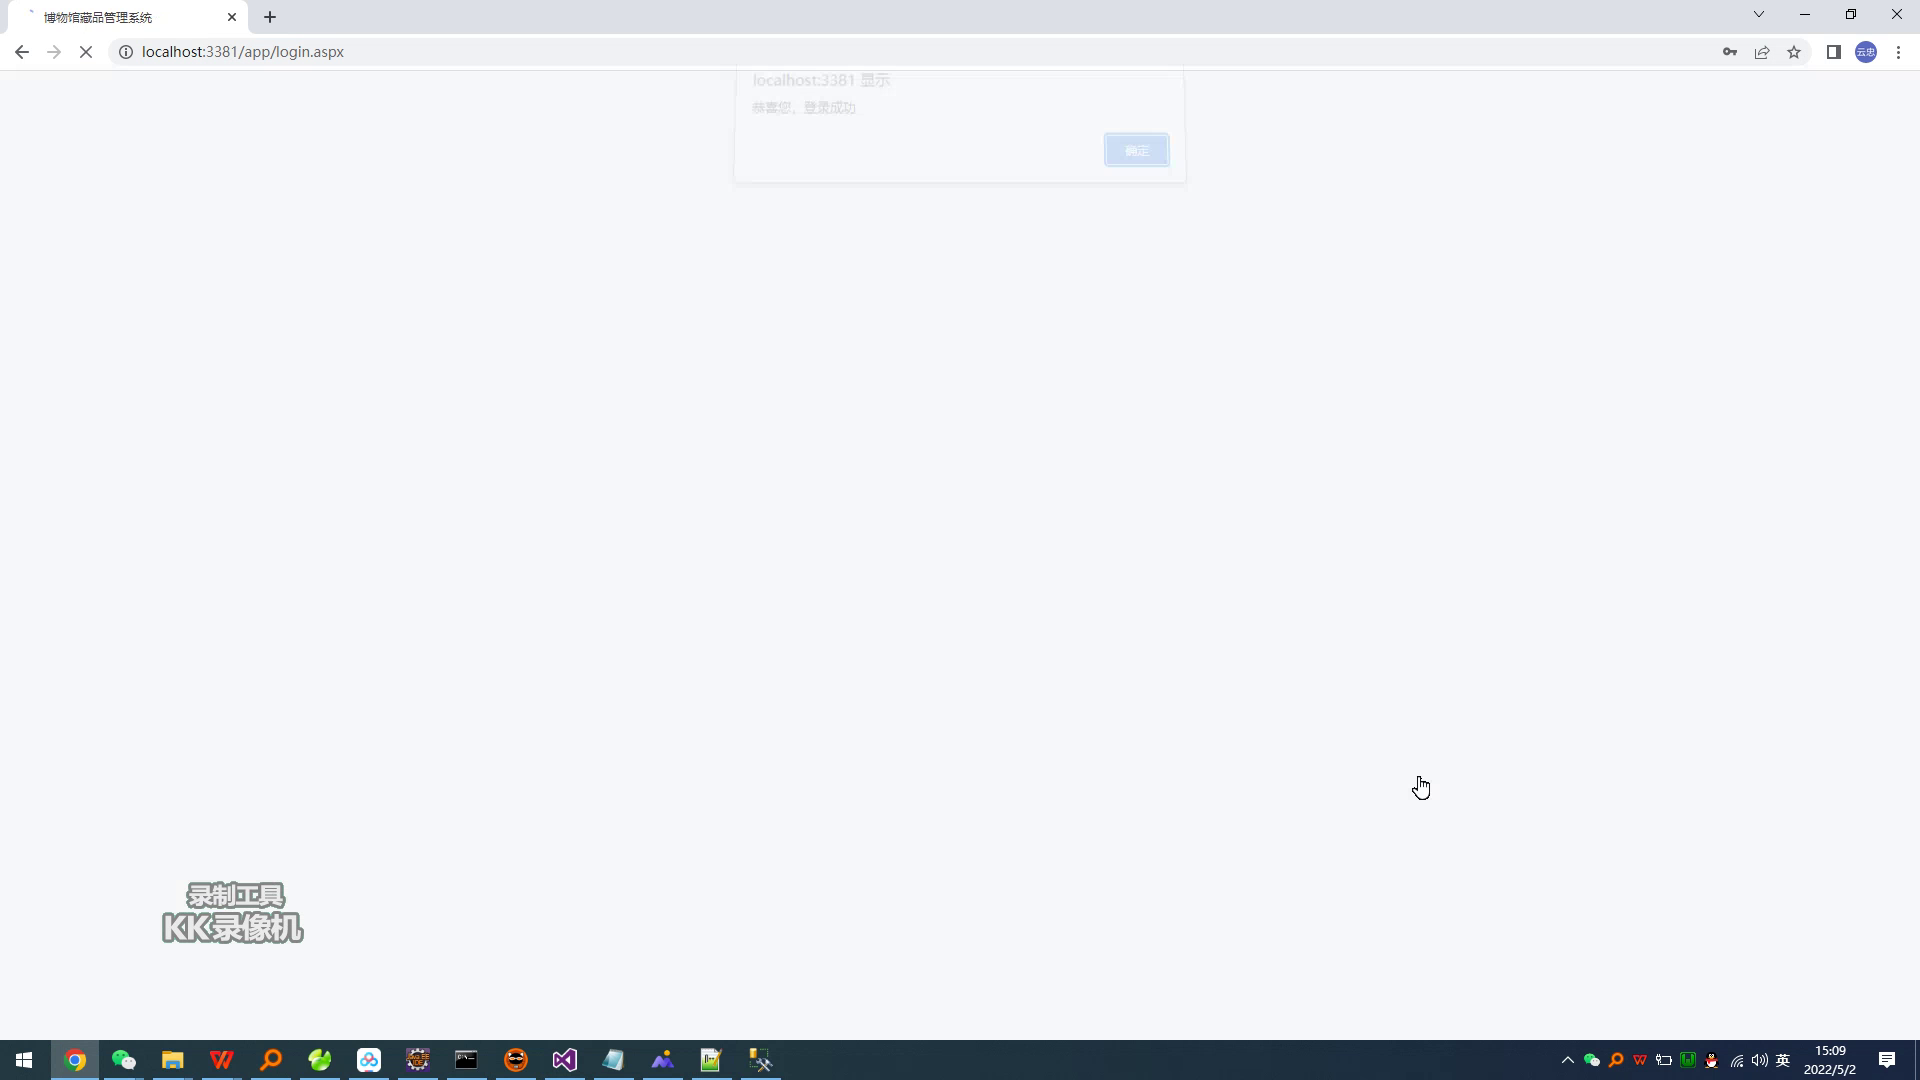 博物馆藏品管理系统
localhost:3381/app/login.aspx
云忠
localhost:3381 显示
恭喜您，登录成功
确定
录制工具
KK录像机
英
15:09
2022/5/2